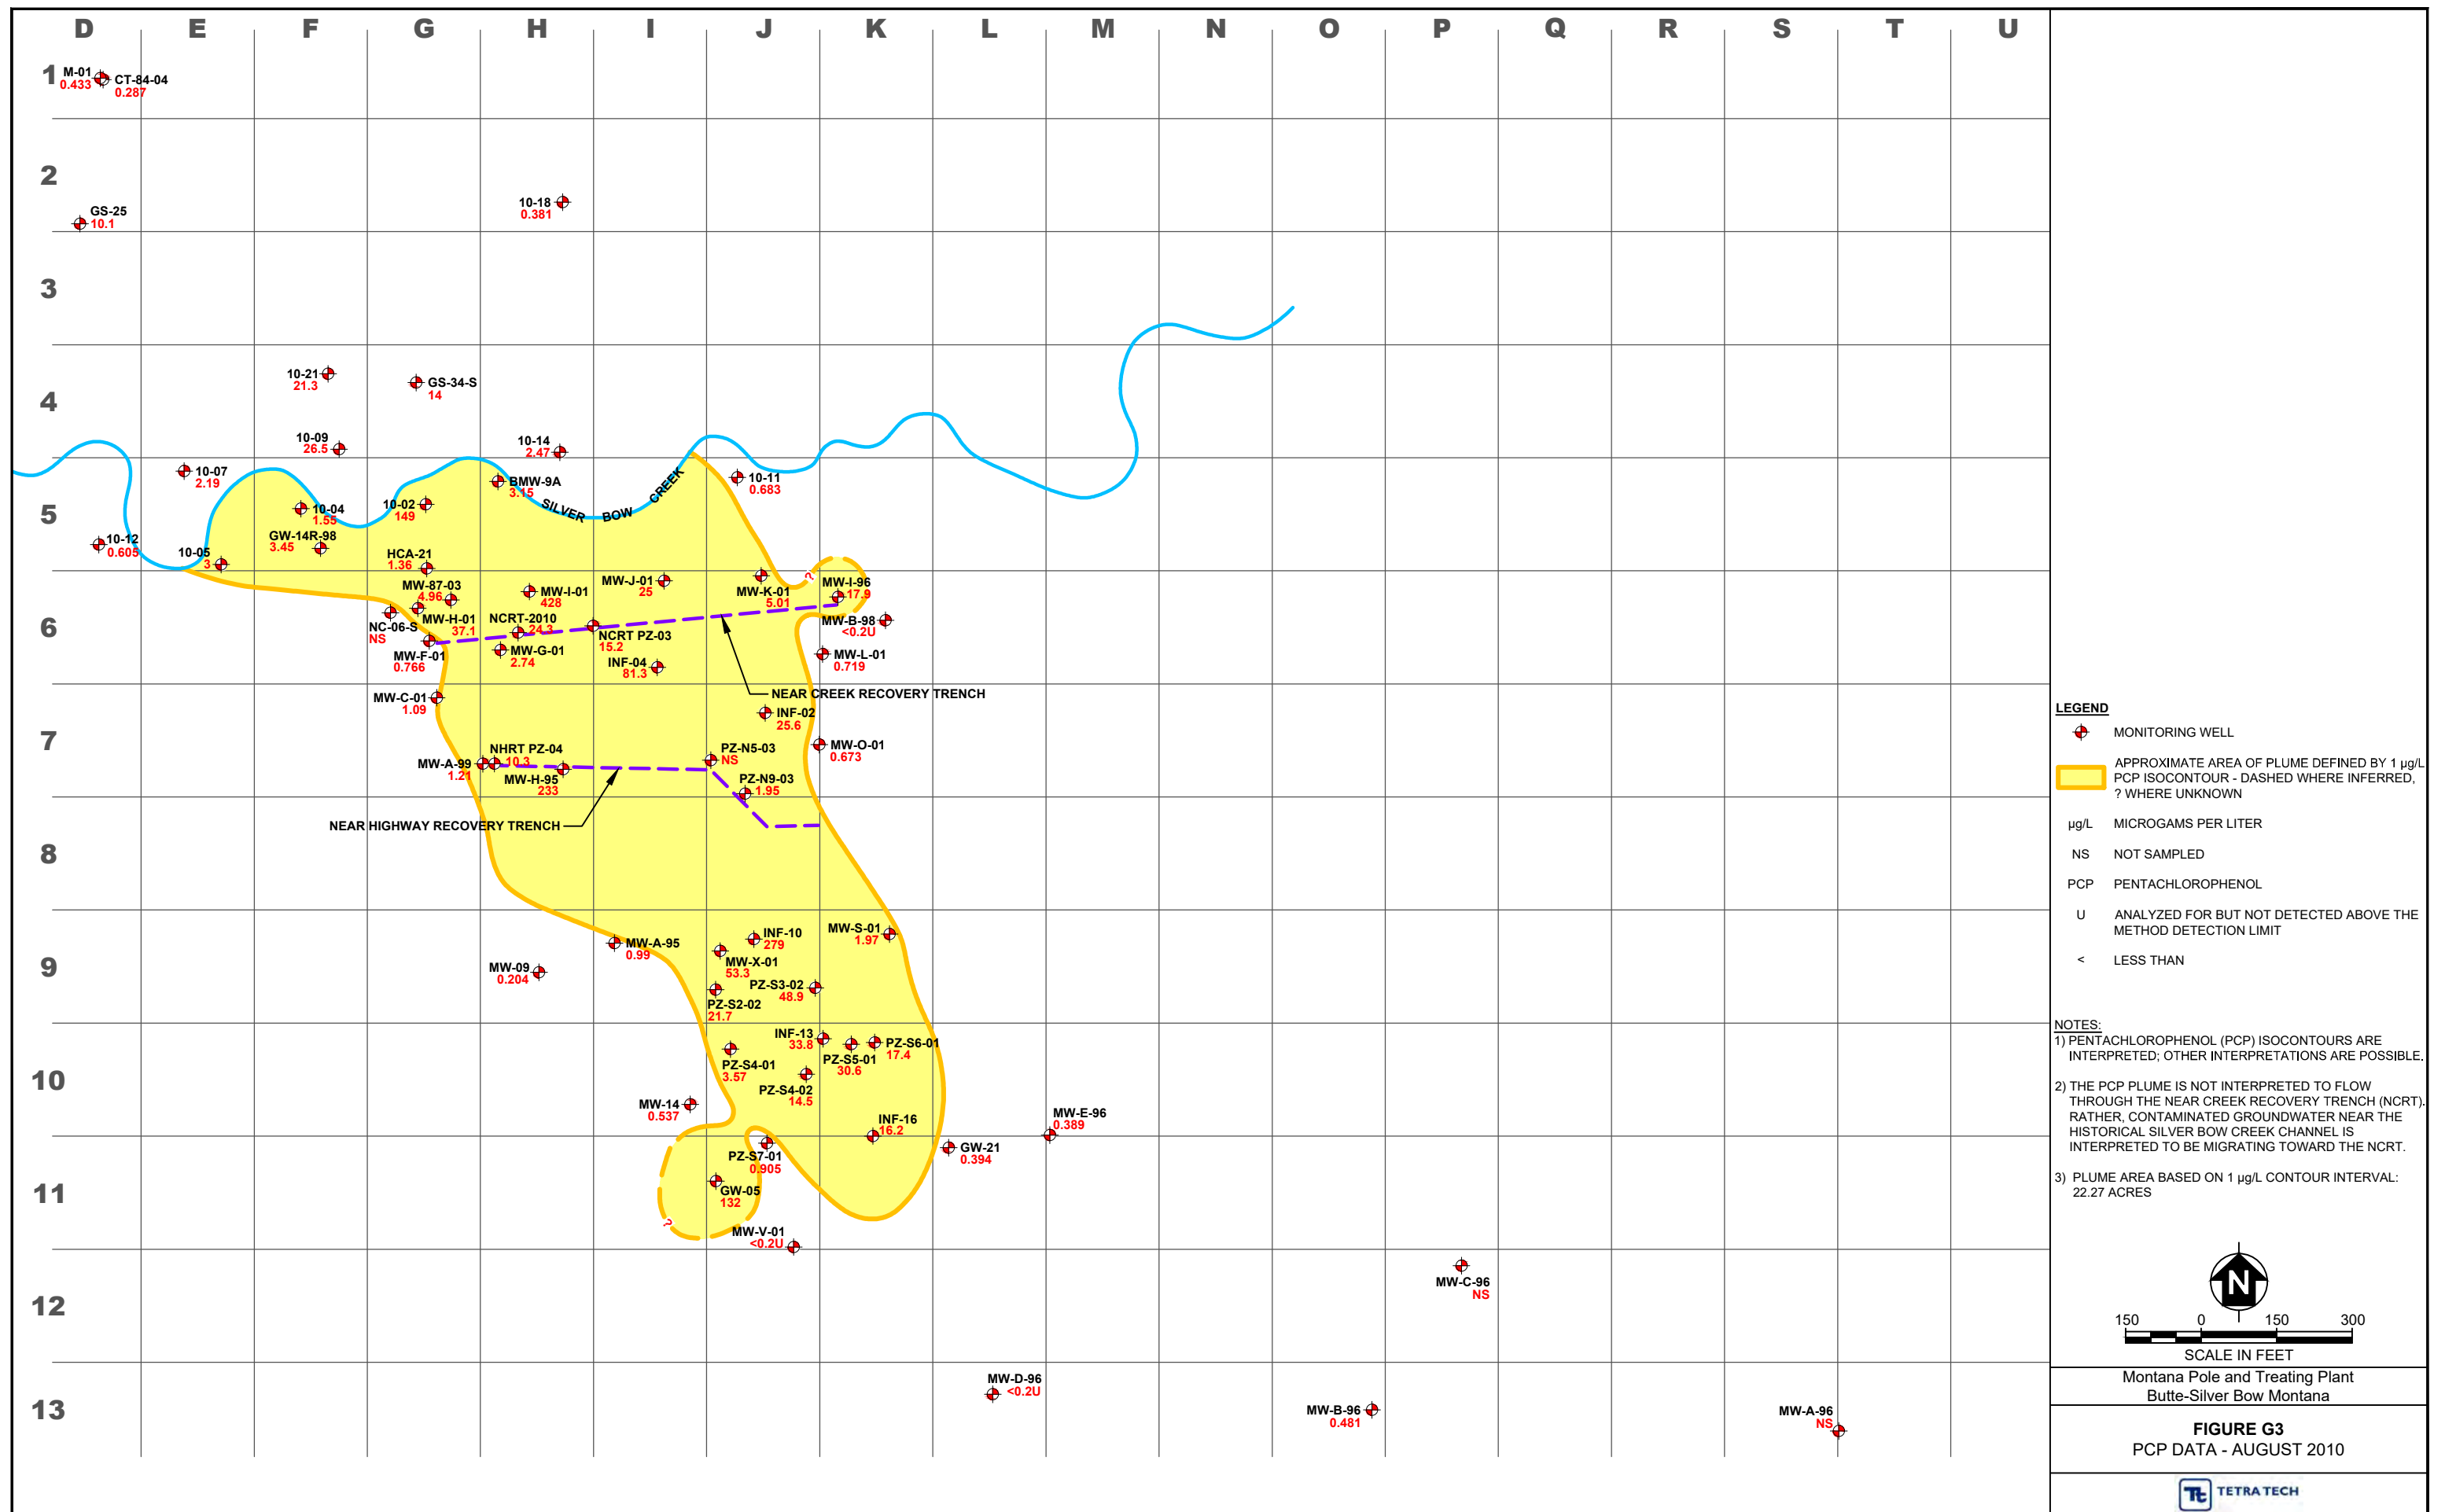 D E F G H I J K L M N O P Q R S T U
1
M-01
0.433
CT-84-04
0.287
2
10-18
0.381
GS-25
10.1
3
4
10-21
21.3
GS-34-S
14
10-09
26.5
10-14
2.47
5
10-07
2.19
BMW-9A
3.15
10-11
0.683
SILVER BOW CREEK
10-04
1.55
10-02
149
10-12
0.605
GW-14R-98
3.45
10-05
3
HCA-21
1.36
6
MW-87-03
4.96
MW-I-01
428
MW-J-01
25
MW-K-01
5.01
?
MW-I-96
17.9
MW-H-01
37.1
NC-06-S
NS
NCRT-2010
24.3
NCRT PZ-03
15.2
MW-B-98
<0.2U
MW-F-01
0.766
MW-G-01
2.74
INF-04
81.3
MW-L-01
0.719
7
MW-C-01
1.09
NEAR CREEK RECOVERY TRENCH
INF-02
25.6
MW-O-01
0.673
MW-A-99
1.21
NHRT PZ-04
10.3
MW-H-95
233
PZ-N5-03
NS
PZ-N9-03
1.95
8
NEAR HIGHWAY RECOVERY TRENCH
9
MW-A-95
0.99
INF-10
279
MW-S-01
1.97
MW-X-01
53.3
MW-09
0.204
PZ-S3-02
48.9
PZ-S2-02
21.7
10
INF-13
33.8
PZ-S6-01
17.4
PZ-S5-01
30.6
PZ-S4-01
3.57
PZ-S4-02
14.5
MW-14
0.537
INF-16
16.2
MW-E-96
0.389
11
GW-21
0.394
PZ-S7-01
0.905
GW-05
132
?
MW-V-01
<0.2U
12
MW-C-96
NS
13
MW-D-96
<0.2U
MW-B-96
0.481
MW-A-96
NS
LEGEND
MONITORING WELL
APPROXIMATE AREA OF PLUME DEFINED BY 1 µg/L
PCP ISOCONTOUR - DASHED WHERE INFERRED,
? WHERE UNKNOWN
µg/L MICROGAMS PER LITER
NS NOT SAMPLED
PCP PENTACHLOROPHENOL
U ANALYZED FOR BUT NOT DETECTED ABOVE THE
METHOD DETECTION LIMIT
< LESS THAN
NOTES:
1) PENTACHLOROPHENOL (PCP) ISOCONTOURS ARE
INTERPRETED; OTHER INTERPRETATIONS ARE POSSIBLE.
2) THE PCP PLUME IS NOT INTERPRETED TO FLOW
THROUGH THE NEAR CREEK RECOVERY TRENCH (NCRT).
RATHER, CONTAMINATED GROUNDWATER NEAR THE
HISTORICAL SILVER BOW CREEK CHANNEL IS
INTERPRETED TO BE MIGRATING TOWARD THE NCRT.
3) PLUME AREA BASED ON 1 µg/L CONTOUR INTERVAL:
22.27 ACRES
N
150 0 150 300
SCALE IN FEET
Montana Pole and Treating Plant
Butte-Silver Bow Montana
FIGURE G3
PCP DATA - AUGUST 2010
Tt TETRA TECH